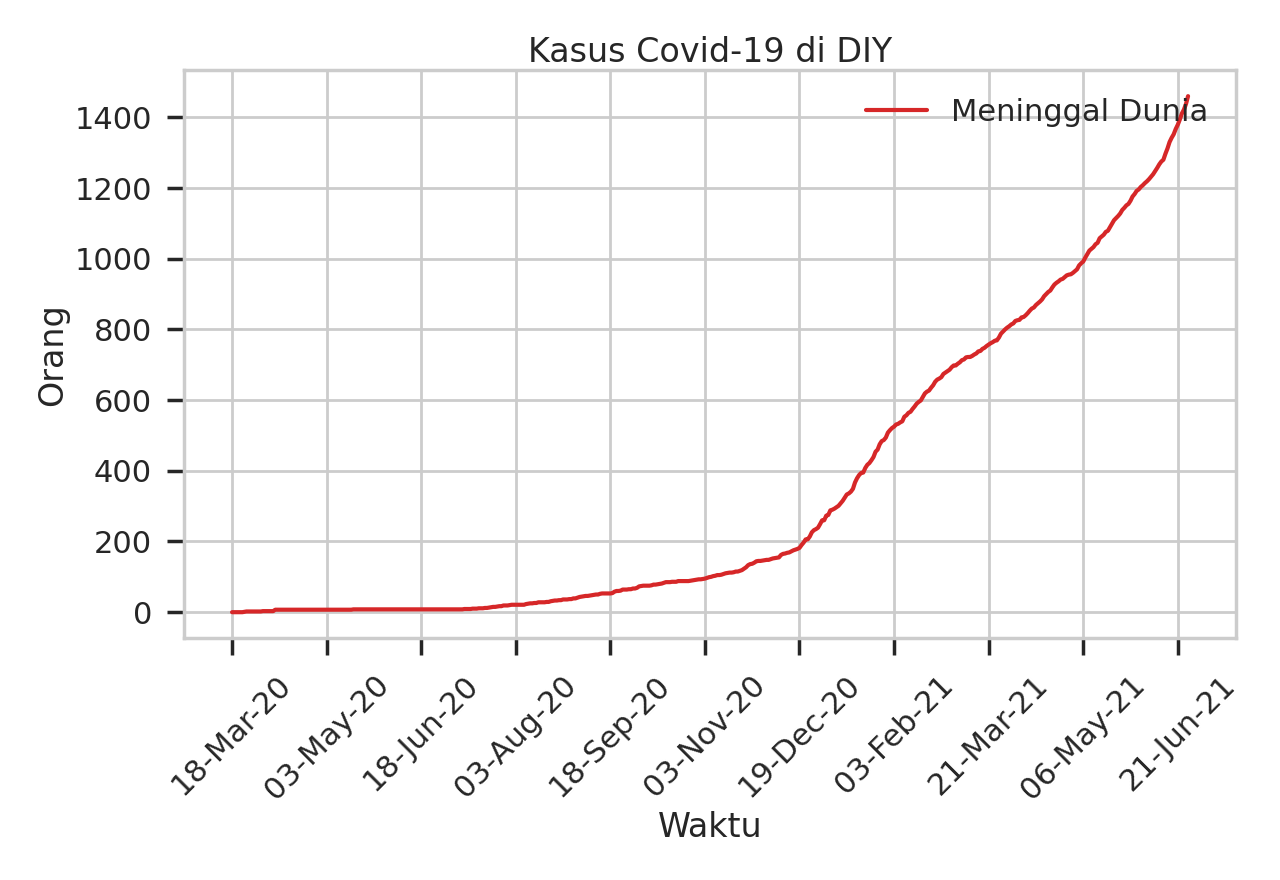 Kasus Covid-19 di DIY
Meninggal Dunia
1400
1200
1000
800
600
400
200
0
Orang
18-Mar-20
03-May-20
18-Jun-20
03-Aug-20
18-Sep-20
03-Nov-20
19-Dec-20
03-Feb-21
21-Mar-21
06-May-21
21-Jun-21
Waktu